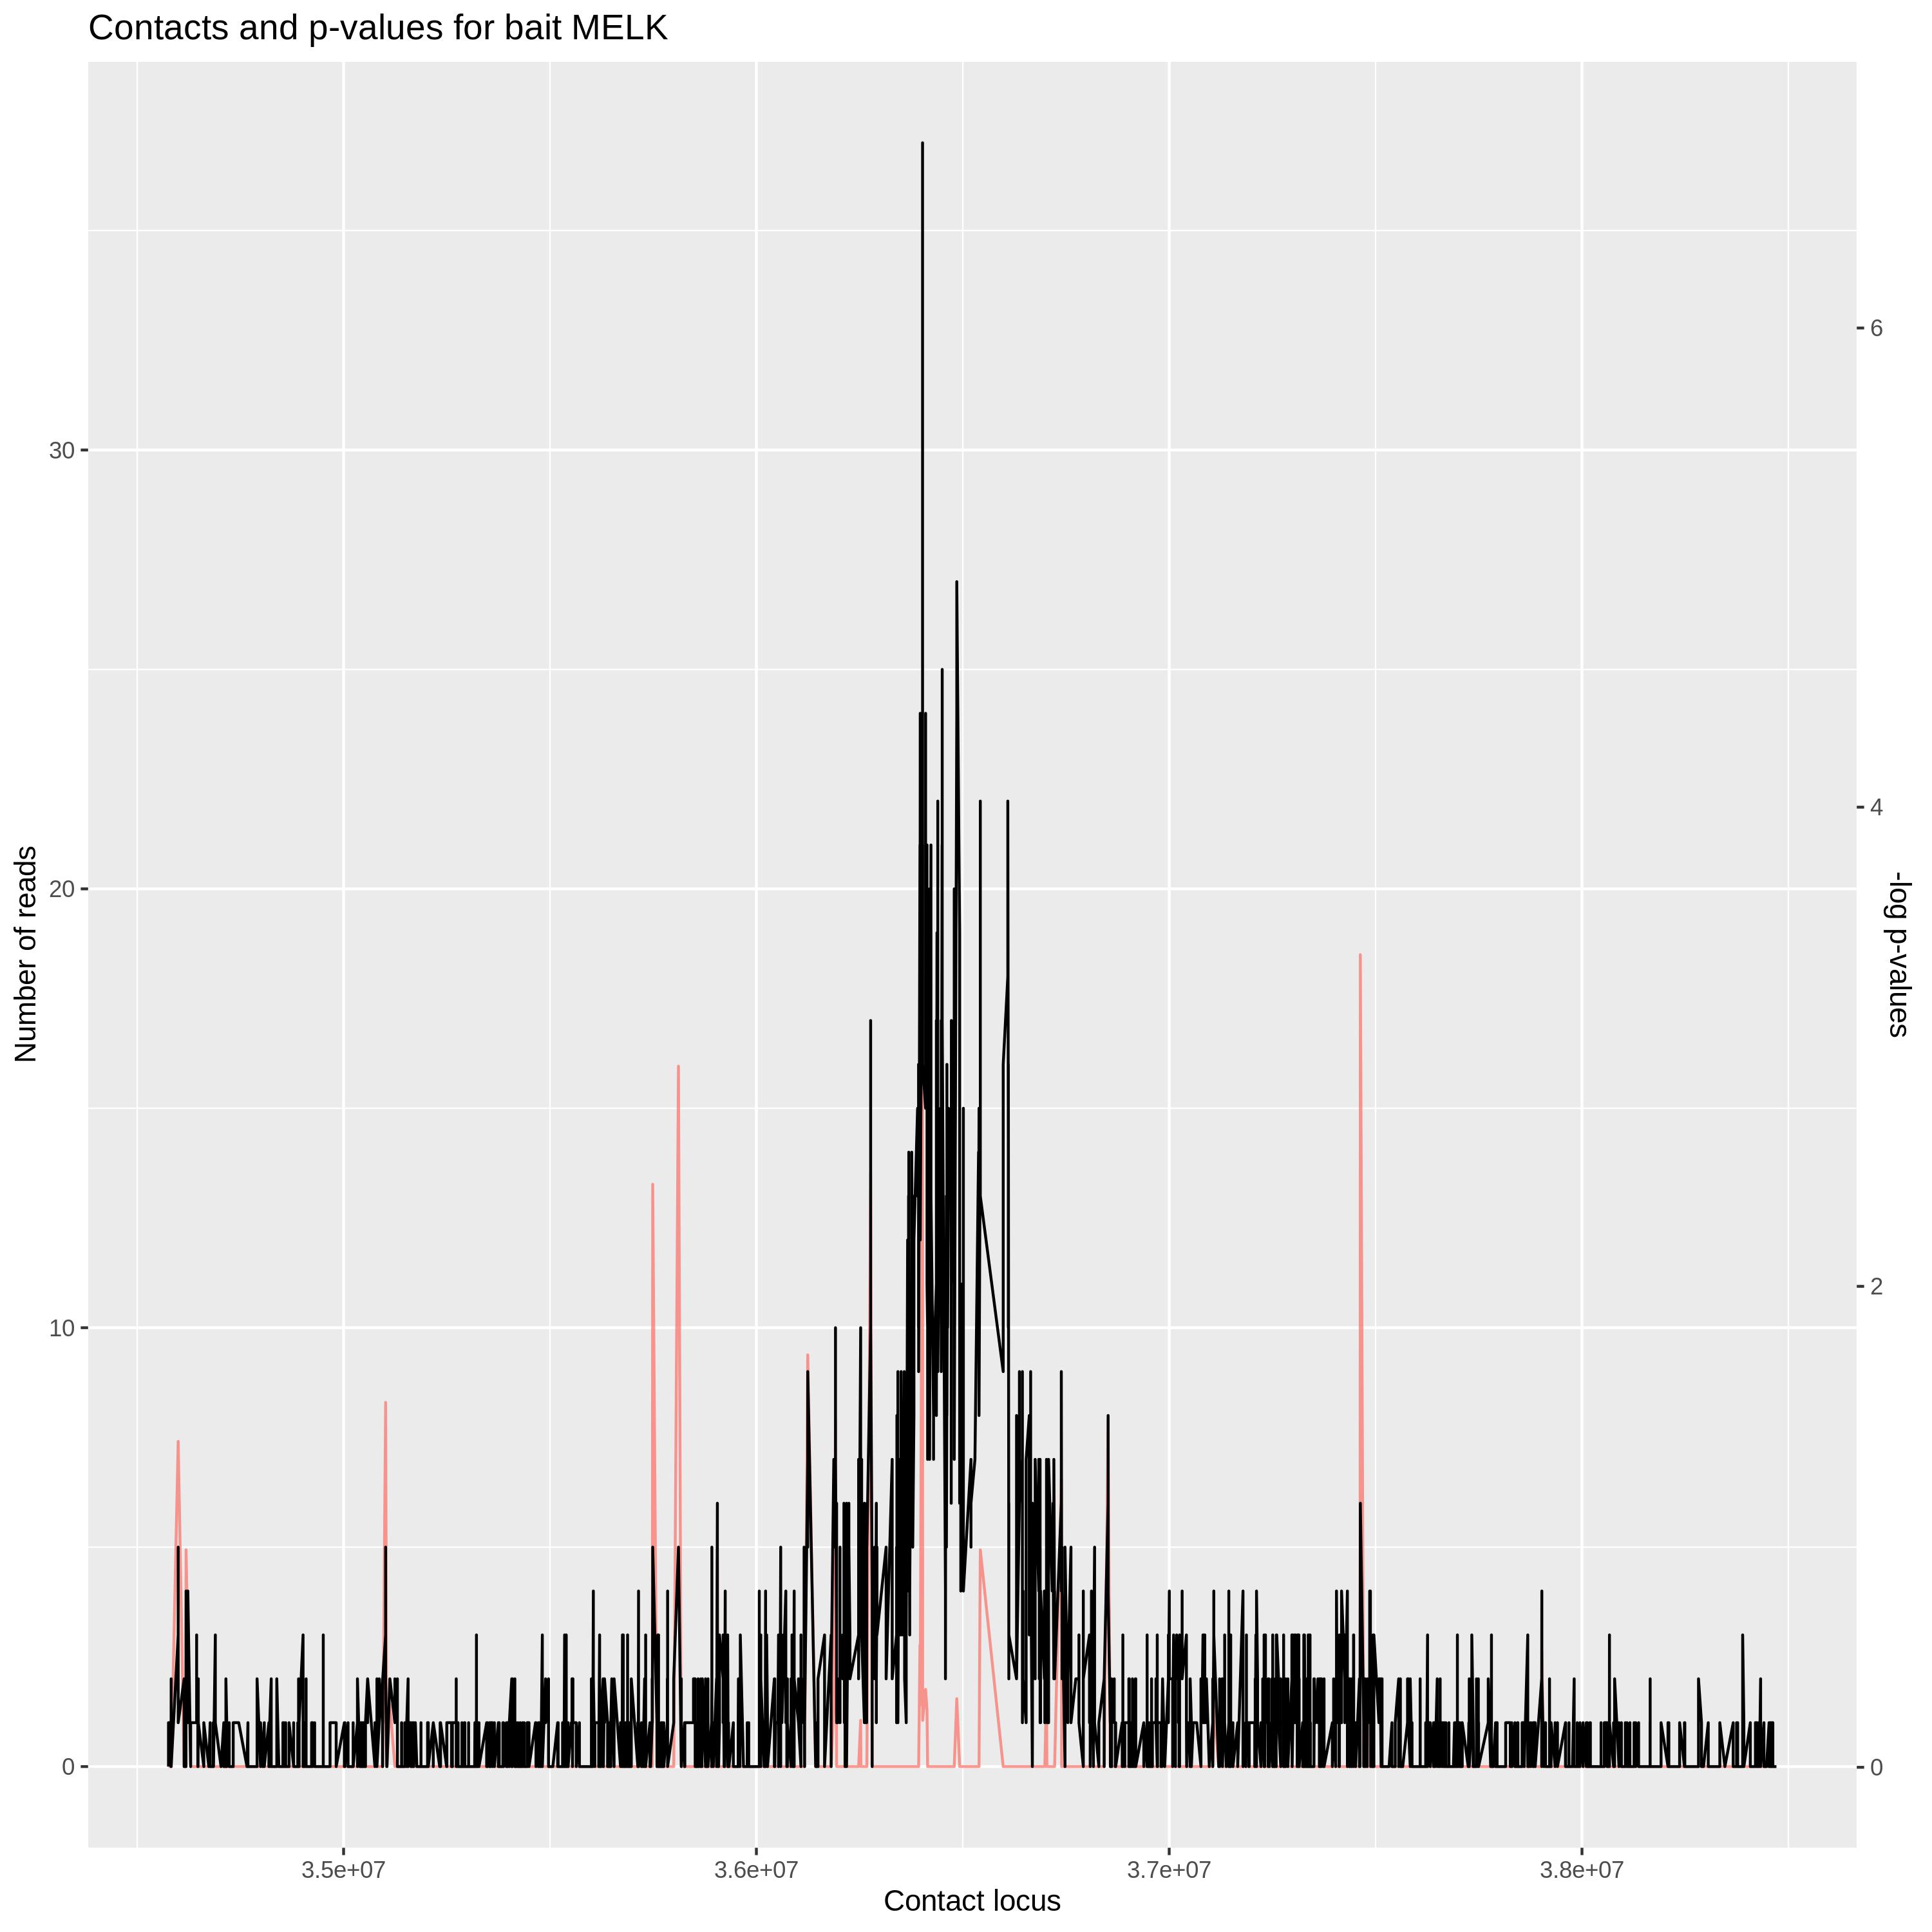 Contacts and p-values for bait MELK
Number of reads
30
20
10
0
6
4
2
0
-log p-values
3.5e+07
3.6e+07
3.7e+07
3.8e+07
Contact locus